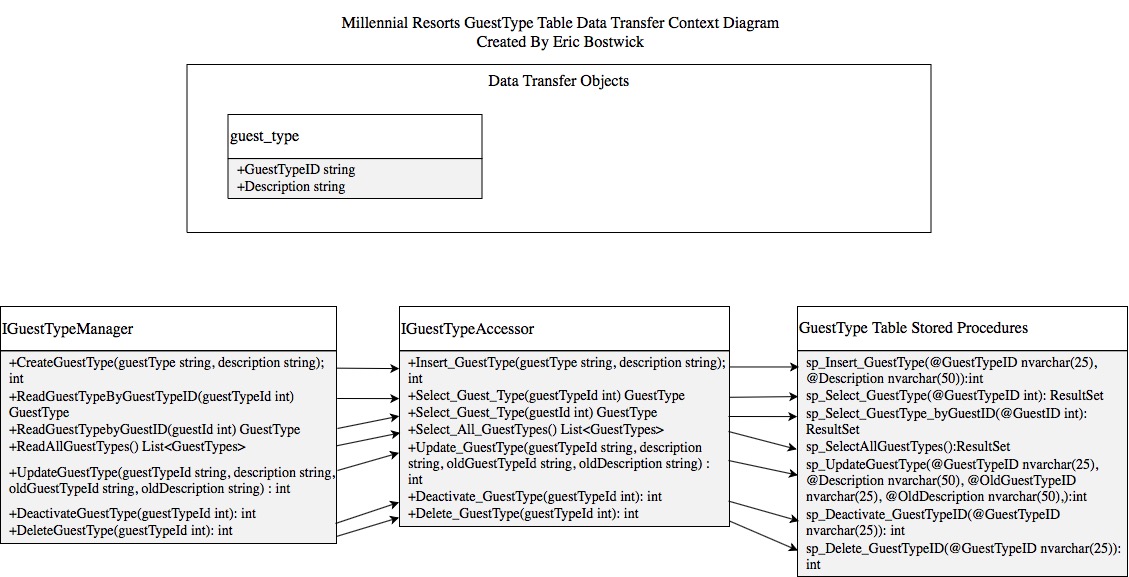 Millennial Resorts GuestType Table Data Transfer Context Diagram
Created By Eric Bostwick
Data Transfer Objects
guest_type
+GuestTypeID string
+Description string
IGuestTypeManager
+CreateGuestType(guestType string, description string);
int
+ReadGuestTypeByGuestTypeID(guestTypeId int)
GuestType
+ReadGuestTypebyGuestID(guestId int) GuestType
+ReadAllGuestTypes() List<GuestTypes>
+UpdateGuestType(guestTypeId string, description string,
oldGuestTypeId string, oldDescription string) : int
+DeactivateGuestType(guestTypeId int): int
+DeleteGuestType(guestTypeId int): int
IGuestTypeAccessor
+Insert_GuestType(guestType string, description string);
int
+Select_Guest_Type(guestTypeId int) GuestType
+Select_Guest_Type(guestId int) GuestType
+Select_All_GuestTypes() List<GuestTypes>
+Update_GuestType(guestTypeId string, description
string, oldGuestTypeId string, oldDescription string) :
int
+Deactivate_GuestType(guestTypeId int): int
+Delete_GuestType(guestTypeId int): int
GuestType Table Stored Procedures
sp_Insert_GuestType(@GuestTypeID nvarchar(25),
@Description nvarchar(50)):int
sp_Select_GuestType(@GuestTypeID int): ResultSet
sp_Select_GuestType_byGuestID(@GuestID int):
ResultSet
sp_SelectAllGuestTypes():ResultSet
sp_UpdateGuestType(@GuestTypeID nvarchar(25),
@Description nvarchar(50), @OldGuestTypeID
nvarchar(25), @OldDescription nvarchar(50),):int
sp_Deactivate_GuestTypeID(@GuestTypeID
nvarchar(25)): int
sp_Delete_GuestTypeID(@GuestTypeID nvarchar(25)):
int